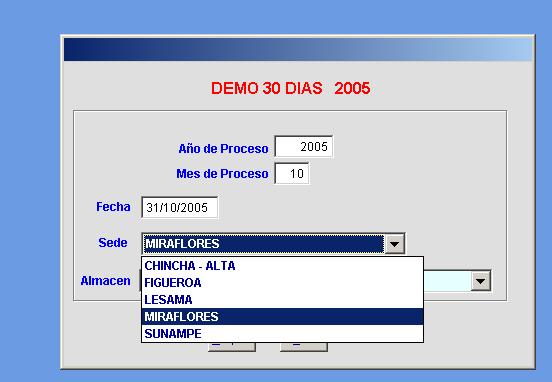 DEMO 30 DIAS 2005
Año de Proceso 2005
Mes de Proceso 10
Fecha 31/10/2005
Sede MIRAFLORES
CHINCHA - ALTA
Almacen FIGUEROA
LESAMA
MIRAFLORES
SUNAMPE